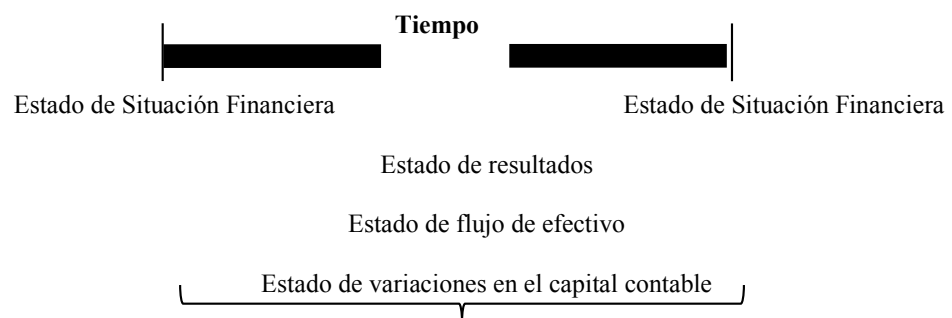 Tiempo
Estado de Situación Financiera Estado de Situación Financiera
Estado de resultados
Estado de flujo de efectivo
Estado de variaciones en el capital contable